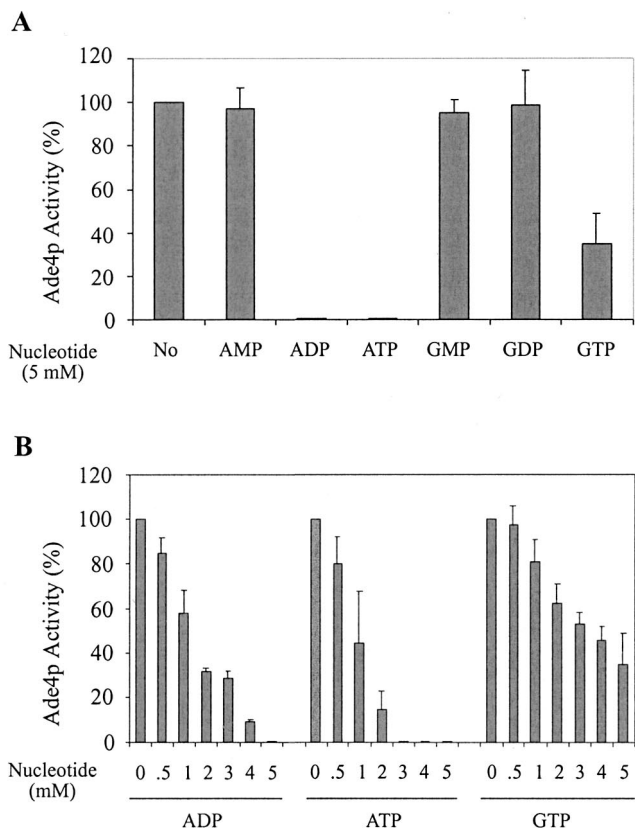 A
120
100
80
60
40
20
0
Ade4p Activity (%)
Nucleotide
(5 mM)
No AMP ADP ATP GMP GDP GTP
B
120
100
80
60
40
20
0
Ade4p Activity (%)
Nucleotide
(mM)
0 .5 1 2 3 4 5 0 .5 1 2 3 4 5 0 .5 1 2 3 4 5
ADP ATP GTP